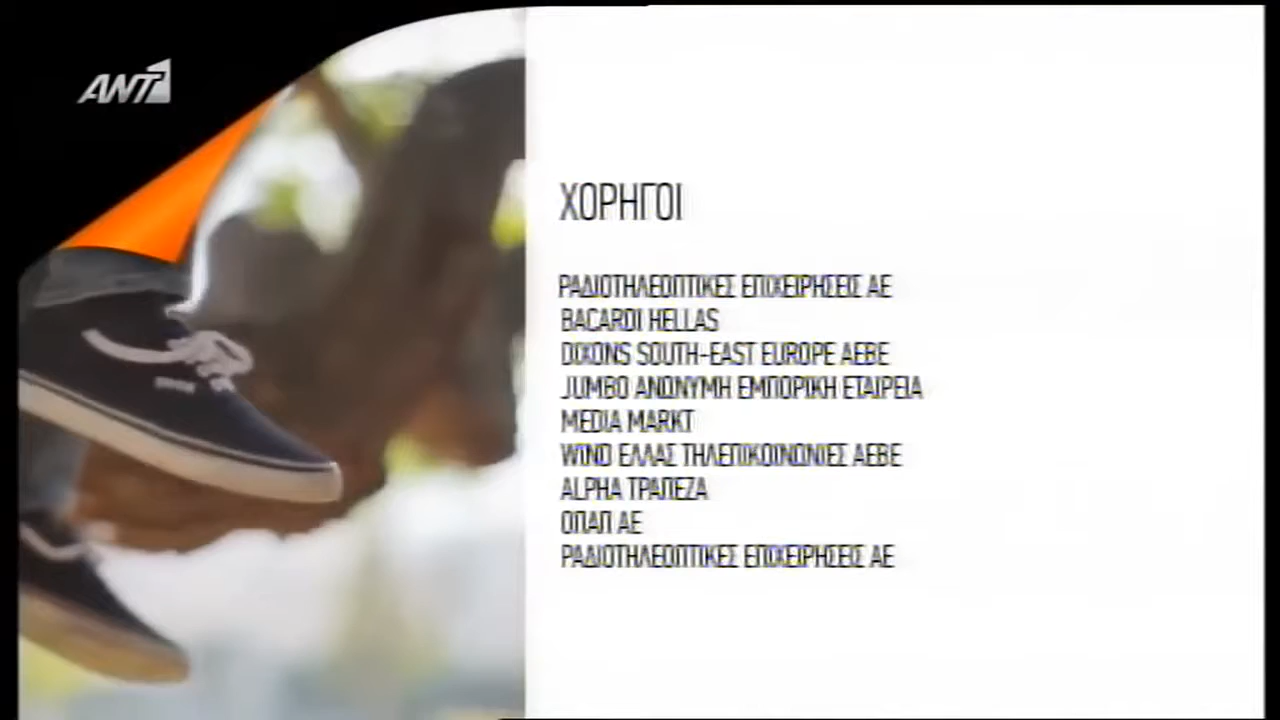 ANT1
ΧΟΡΗΓΟΙ
ΡΑΔΙΟΤΗΛΕΟΠΤΙΚΕΣ ΕΠΙΧΕΙΡΗΣΕΙΣ ΑΕ
BACARDI HELLAS
DIXONS SOUTH-EAST EUROPE ΑΕΒΕ
JUMBO ΑΝΩΝΥΜΗ ΕΜΠΟΡΙΚΗ ΕΤΑΙΡΕΙΑ
MEDIA MARKT
WIND ΕΛΛΑΣ ΤΗΛΕΠΙΚΟΙΝΩΝΙΕΣ ΑΕΒΕ
ALPHA ΤΡΑΠΕΖΑ
ΟΠΑΠ ΑΕ
ΡΑΔΙΟΤΗΛΕΟΠΤΙΚΕΣ ΕΠΙΧΕΙΡΗΣΕΙΣ ΑΕ